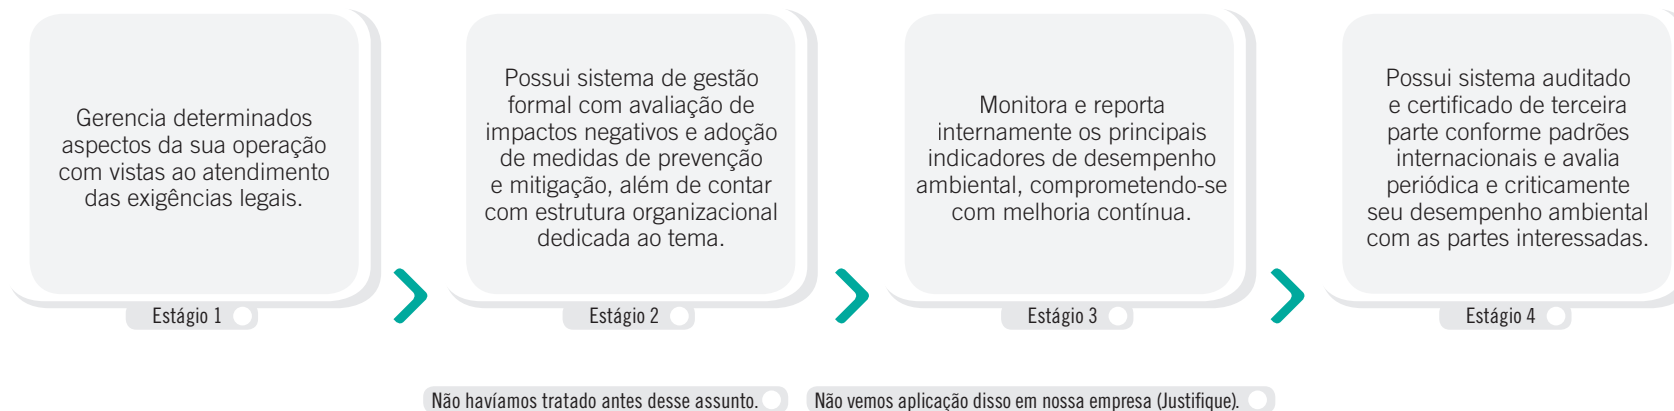 Gerencia determinados
aspectos da sua operação
com vistas ao atendimento
das exigências legais.
Estágio 1
Possui sistema de gestão
formal com avaliação de
impactos negativos e adoção
de medidas de prevenção
e mitigação, além de contar
com estrutura organizacional
dedicada ao tema.
Estágio 2
Monitora e reporta
internamente os principais
indicadores de desempenho
ambiental, comprometendo-se
com melhoria contínua.
Estágio 3
Possui sistema auditado
e certificado de terceira
parte conforme padrões
internacionais e avalia
periódica e criticamente
seu desempenho ambiental
com as partes interessadas.
Estágio 4
Não havíamos tratado antes desse assunto.
Não vemos aplicação disso em nossa empresa (Justifique).